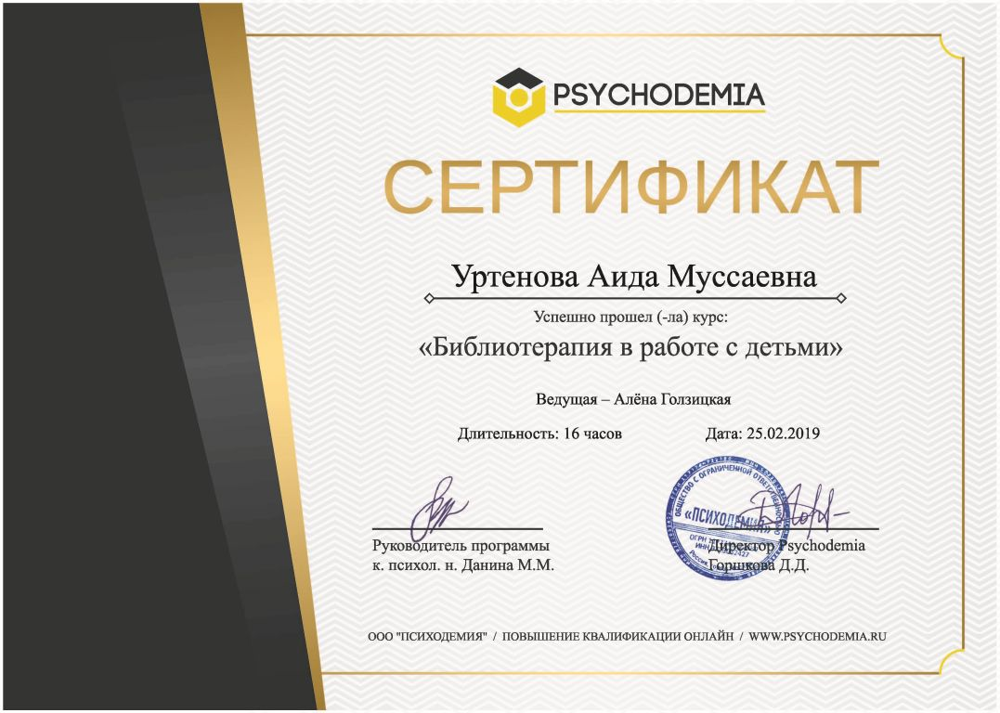 PSYCHODEMIA
СЕРТИФИКАТ
Уртенова Аида Муссаевна
Успешно прошел (-ла) курс:
«Библиотерапия в работе с детьми»
Ведущая – Алёна Голзицкая
Длительность: 16 часов Дата: 25.02.2019
ОБЩЕСТВО С ОГРАНИЧЕННОЙ ОТВЕТСТВЕННОСТЬЮ
«ПСИХОДЕМИЯ»
ОГРН
ИНН
Руководитель программы
к. психол. н. Данина М.М.
Директор Psychodemia
Горшкова Д.Д.
ООО "ПСИХОДЕМИЯ" / ПОВЫШЕНИЕ КВАЛИФИКАЦИИ ОНЛАЙН / WWW.PSYCHODEMIA.RU